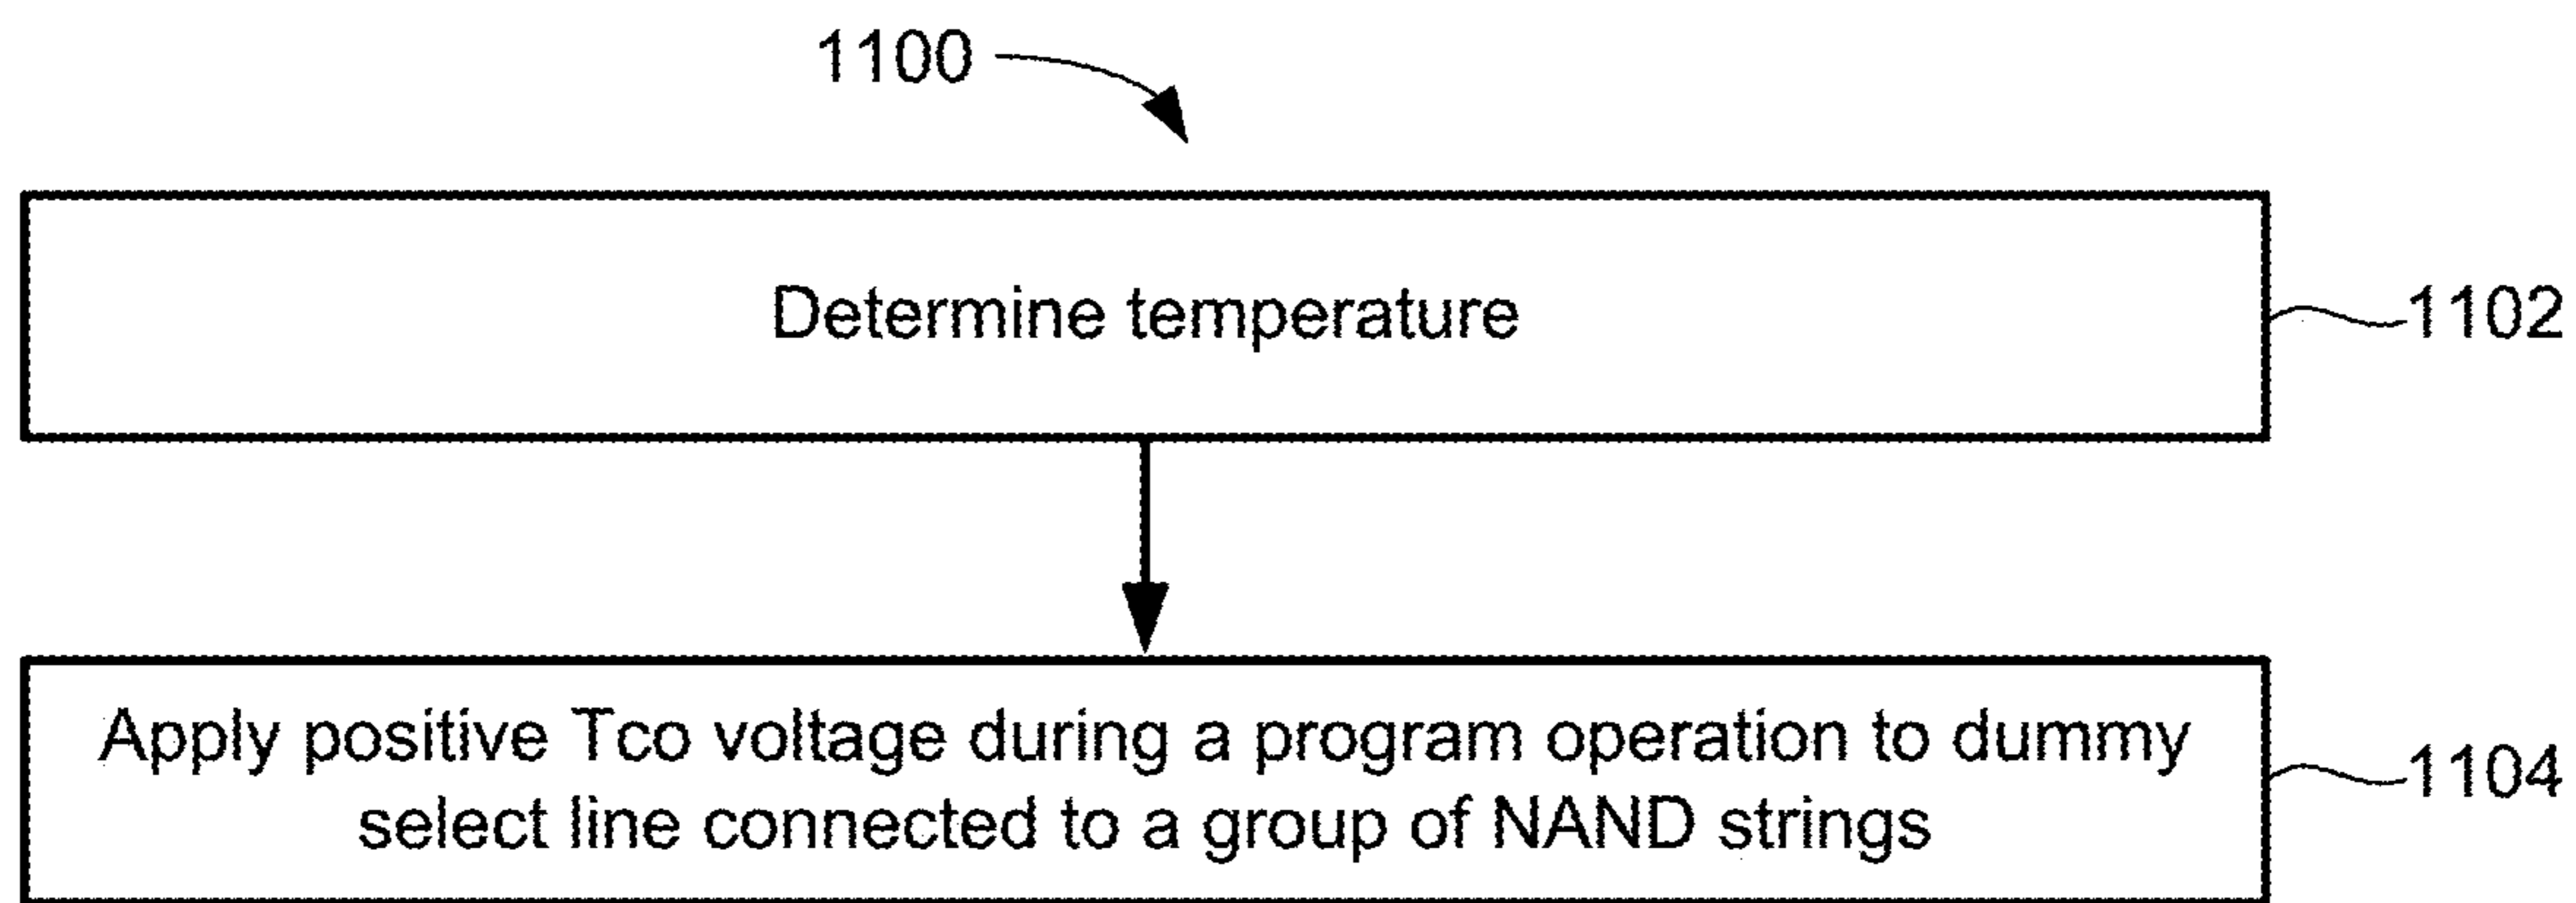 1100
Determine temperature
1102
Apply positive Tco voltage during a program operation to dummy
select line connected to a group of NAND strings
1104